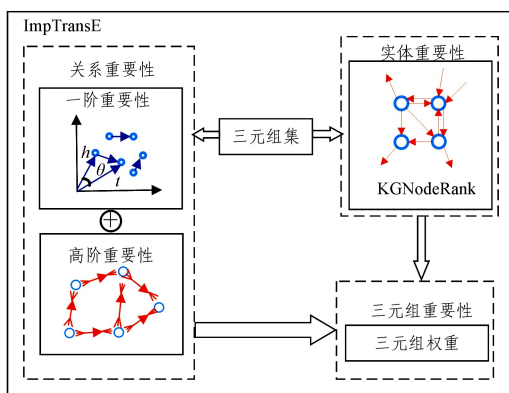 ImpTransE
关系重要性
一阶重要性
h
θ
t
高阶重要性
三元组集
实体重要性
KGNodeRank
三元组重要性
三元组权重